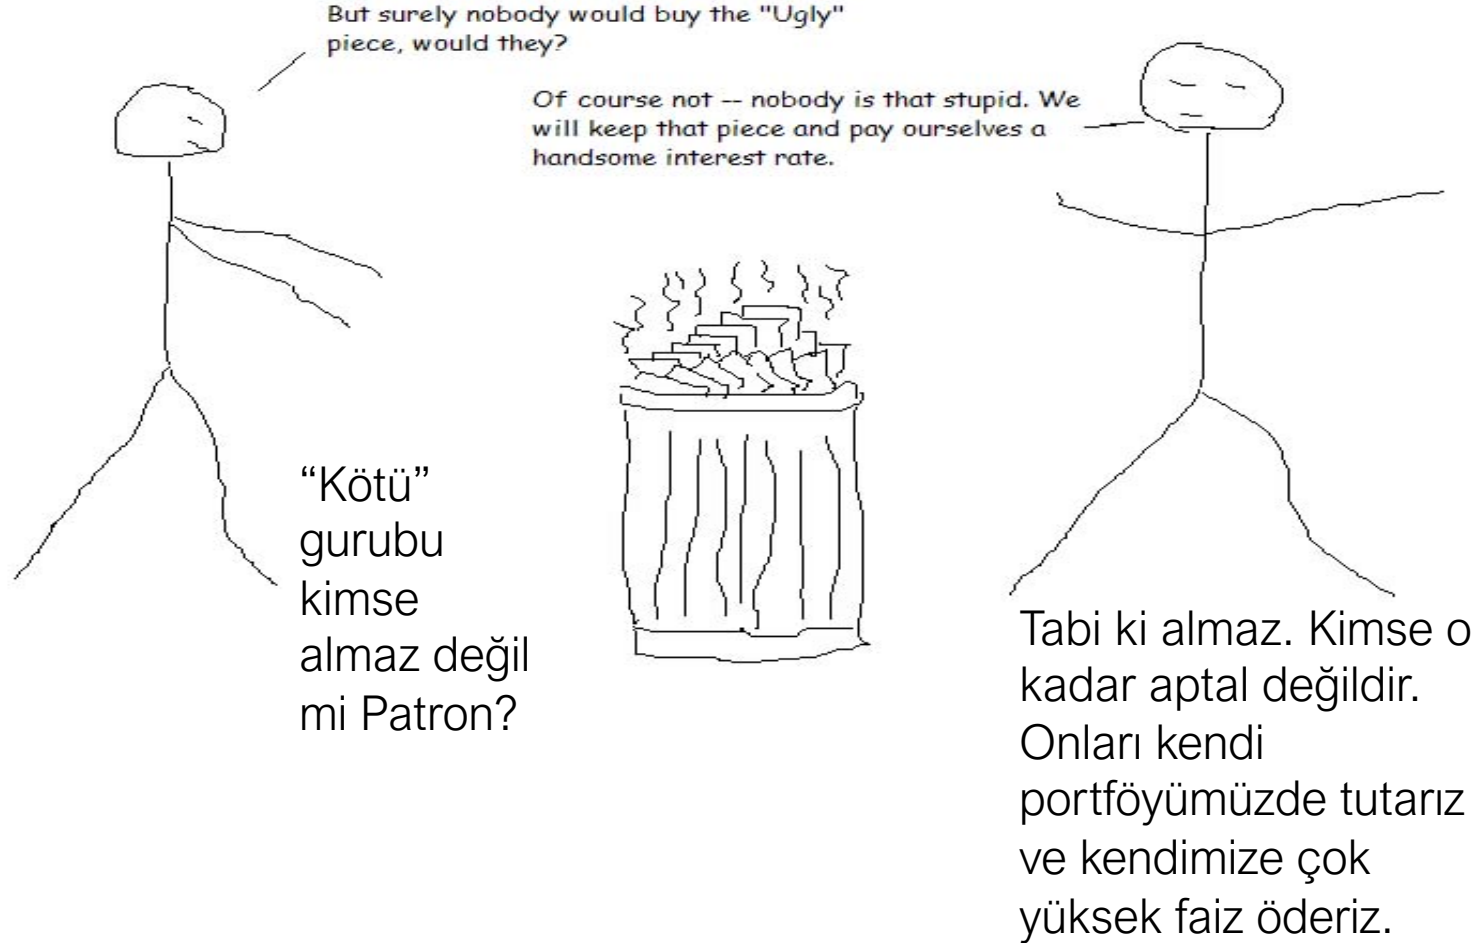 But surely nobody would buy the "Ugly"
piece, would they?
Of course not -- nobody is that stupid. We
will keep that piece and pay ourselves a
handsome interest rate.
“Kötü”
gurubu
kimse
almaz değil
mi Patron?
Tabi ki almaz. Kimse o
kadar aptal değildir.
Onları kendi
portföyümüzde tutarız
ve kendimize çok
yüksek faiz öderiz.